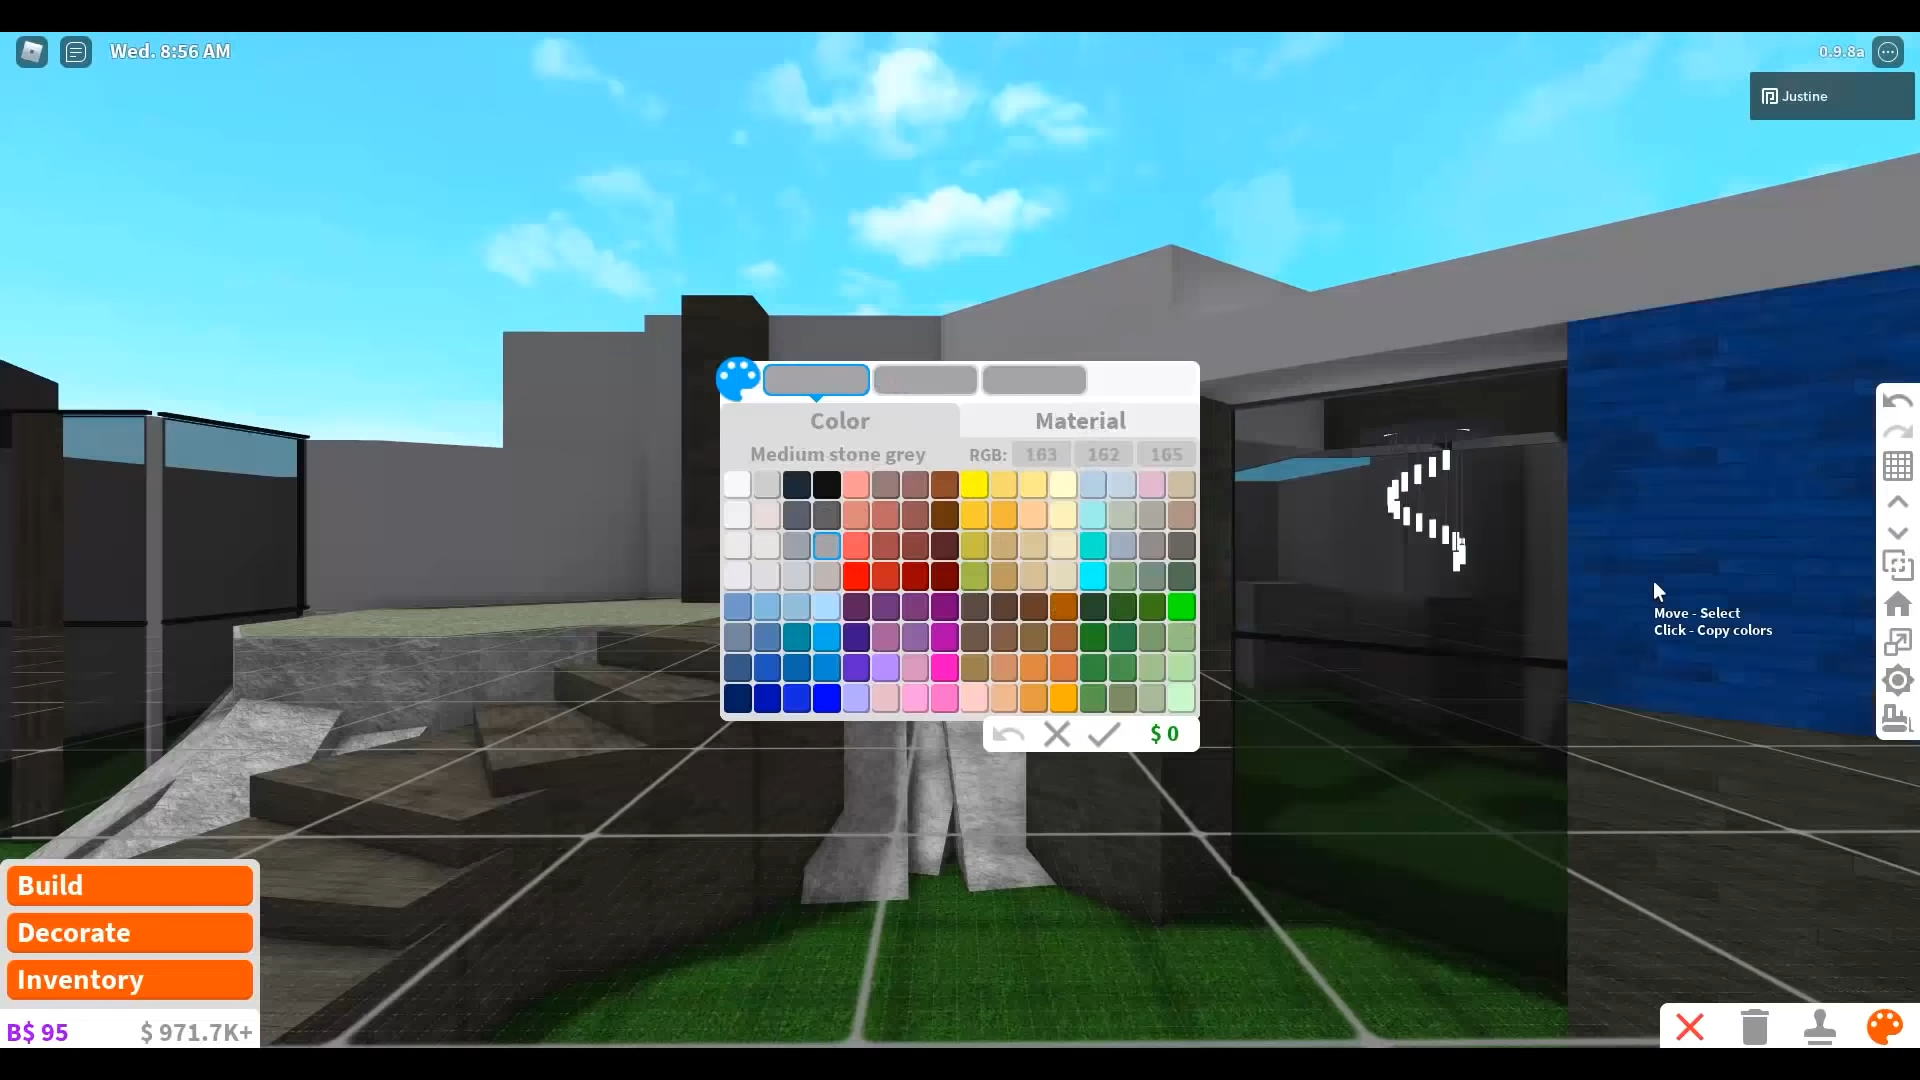 Wed. 8:56 AM
0.9.8a
Justine
Color
Material
Medium stone grey
RGB: 163 162 165
Move - Select
Click - Copy colors
$ 0
Build
Decorate
Inventory
B$ 95
$ 971.7K+